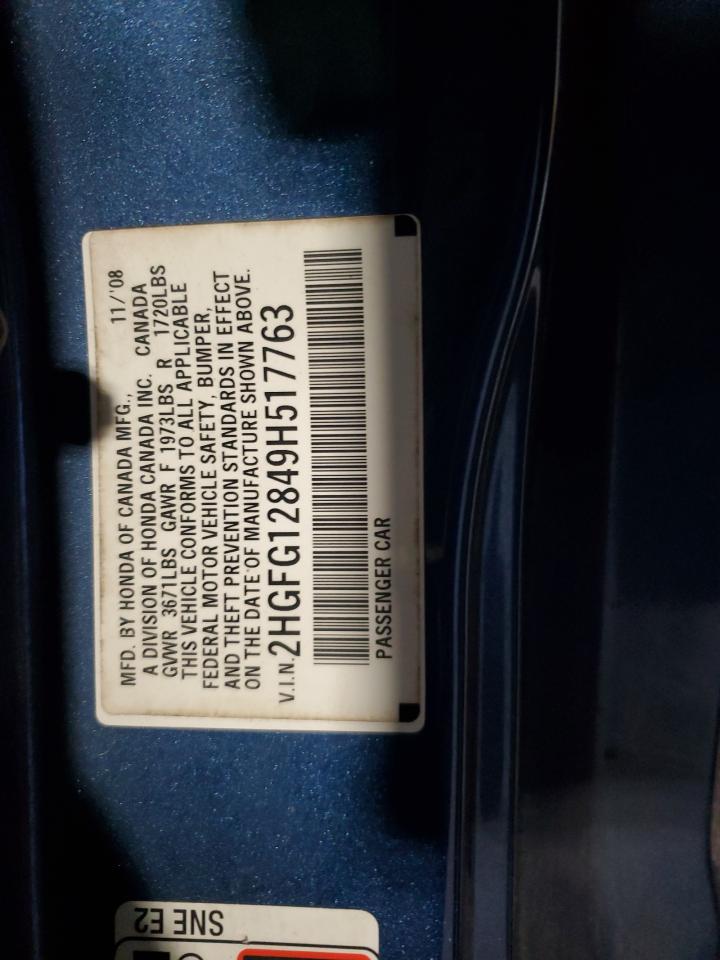 MFD. BY HONDA OF CANADA MFG., 11/'08
A DIVISION OF HONDA CANADA INC. CANADA
GVWR 3671LBS GAWR F 1973LBS R 1720LBS
THIS VEHICLE CONFORMS TO ALL APPLICABLE
FEDERAL MOTOR VEHICLE SAFETY, BUMPER,
AND THEFT PREVENTION STANDARDS IN EFFECT
ON THE DATE OF MANUFACTURE SHOWN ABOVE.
V.I.N. 2HGFG12849H517763
PASSENGER CAR
SNE E2